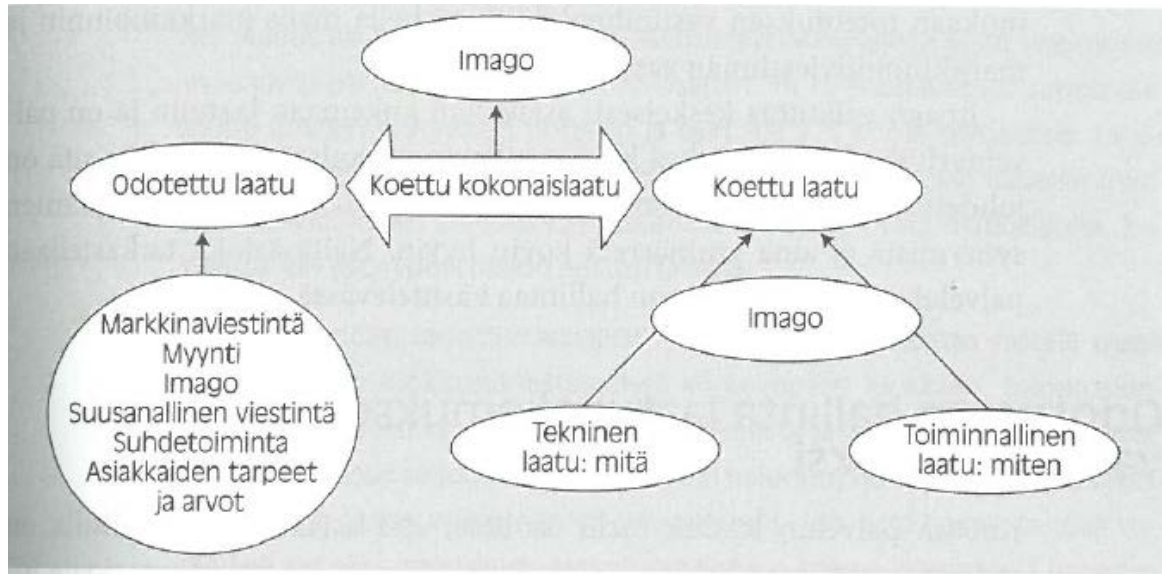 Imago
Odotettu laatu
Koettu kokonaislaatu
Koettu laatu
Markkinaviestintä
Myynti
Imago
Suusanallinen viestintä
Suhdetoiminta
Asiakkaiden tarpeet
ja arvot
Imago
Tekninen
laatu: mitä
Toiminnallinen
laatu: miten